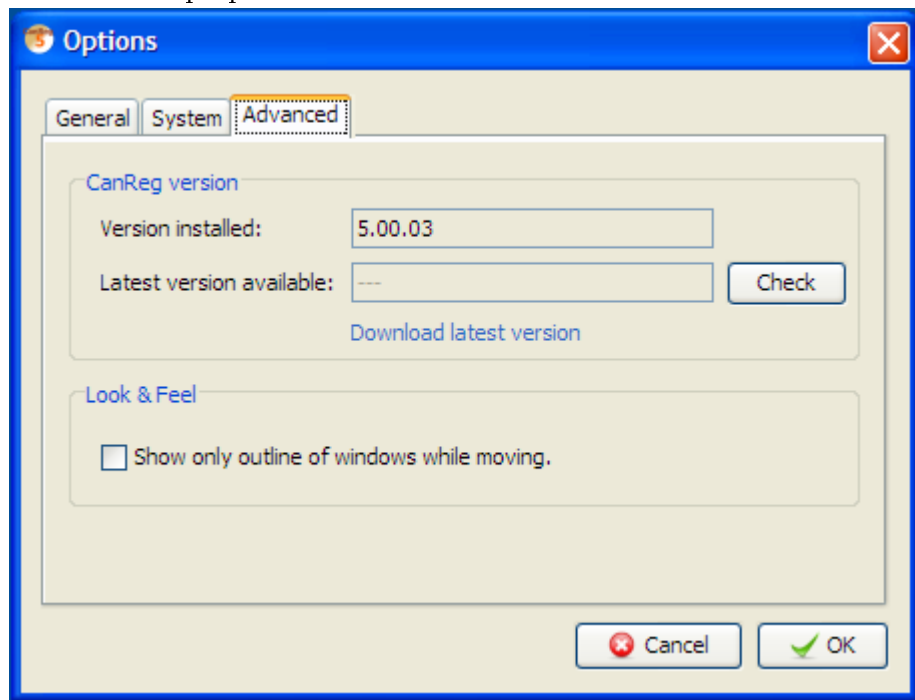 Options
General System Advanced
CanReg version
Version installed: 5.00.03
Latest version available: --- Check
Download latest version
Look & Feel
Show only outline of windows while moving.
Cancel OK